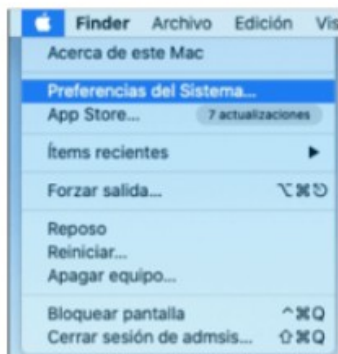 Finder Archivo Edición Vis
Acerca de este Mac
Preferencias del Sistema...
App Store... 7 actualizaciones
Ítems recientes
Forzar salida... ⌥⌘⎋
Reposo
Reiniciar...
Apagar equipo...
Bloquear pantalla ^⌘Q
Cerrar sesión de admsis... ⇧⌘Q